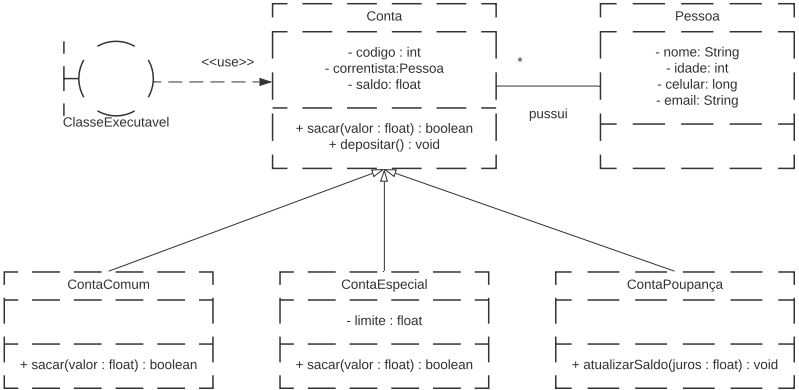 Conta
- codigo : int
- correntista:Pessoa
- saldo: float
+ sacar(valor : float) : boolean
+ depositar() : void
Pessoa
- nome: String
- idade: int
- celular: long
- email: String
<<use>>
ClasseExecutavel
*
pussui
ContaComum
+ sacar(valor : float) : boolean
ContaEspecial
- limite : float
+ sacar(valor : float) : boolean
ContaPoupança
+ atualizarSaldo(juros : float) : void